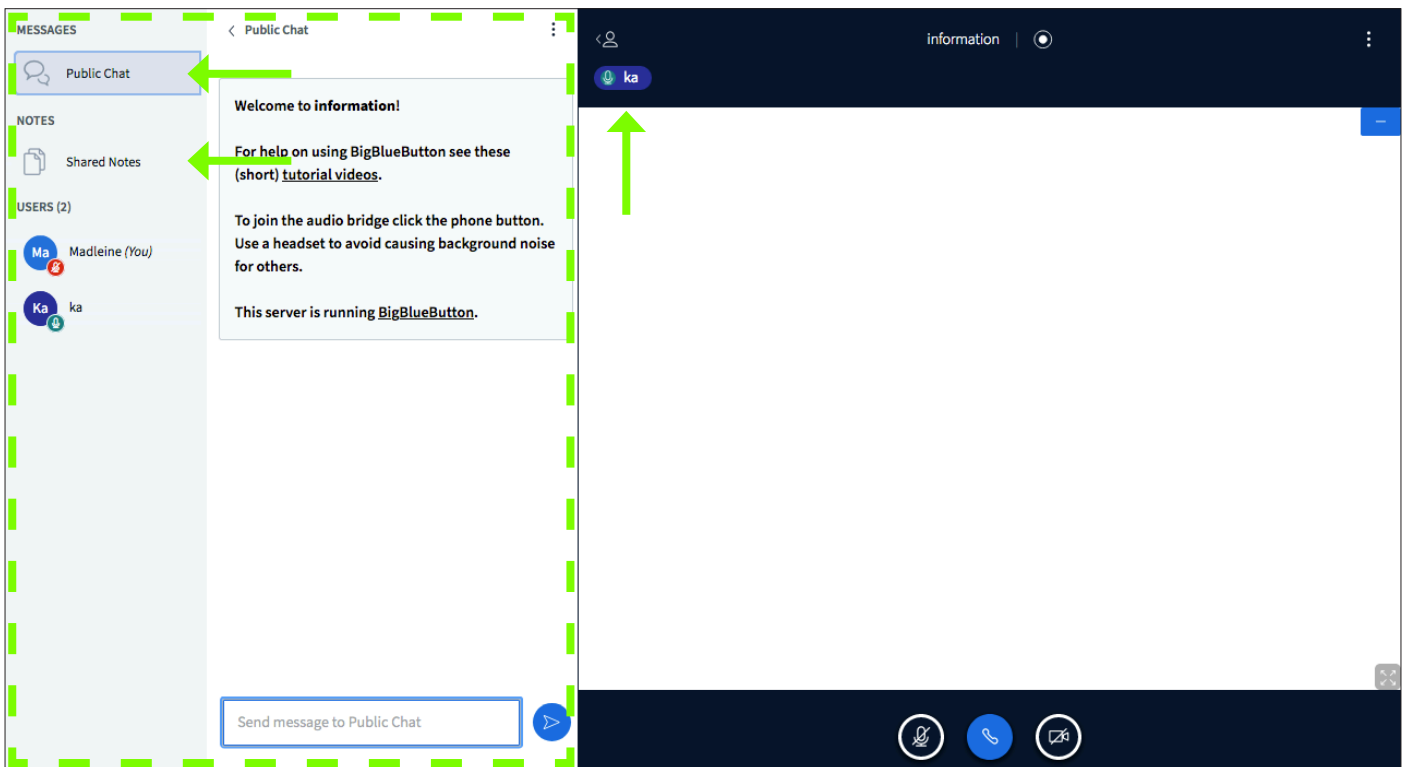 MESSAGES
Public Chat
NOTES
Shared Notes
USERS (2)
Ma
Madleine (You)
Ka
ka
Public Chat
Welcome to information!
For help on using BigBlueButton see these
(short) tutorial videos.
To join the audio bridge click the phone button.
Use a headset to avoid causing background noise
for others.
This server is running BigBlueButton.
Send message to Public Chat
information
ka